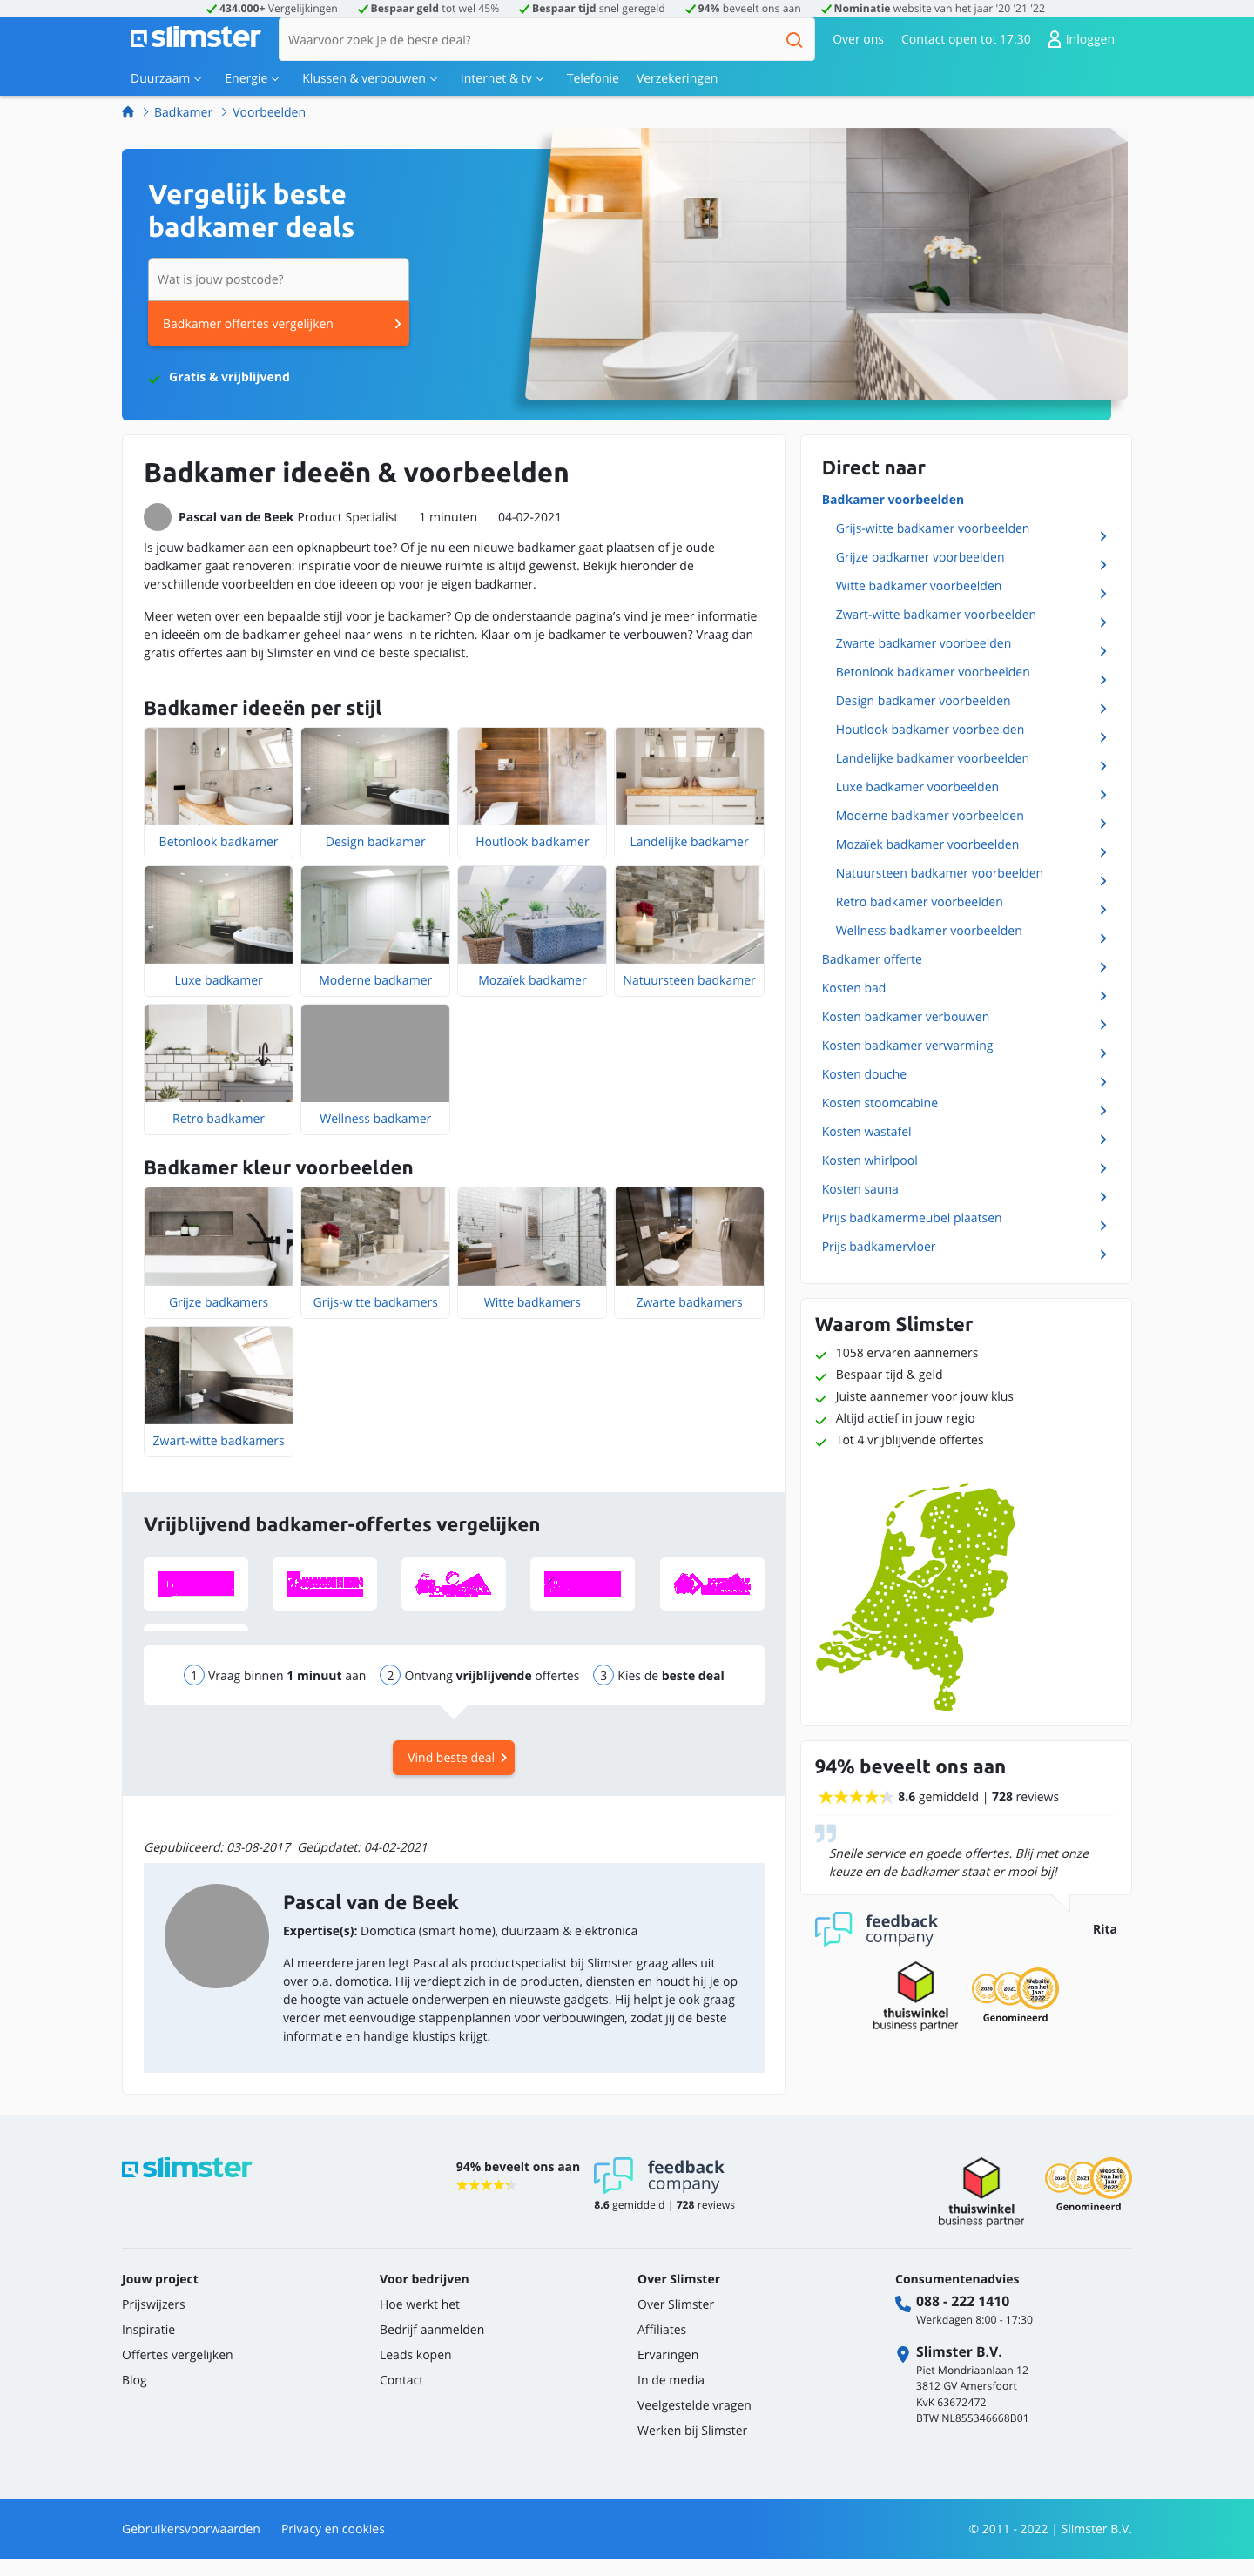 434.000+ Vergelijkingen Bespaar geld tot wel 45% Bespaar tijd snel geregeld 94% beveelt ons aan Nominatie website van het jaar '20 '21 '22
slimster Waarvoor zoek je de beste deal? Over ons Contact open tot 17:30 Inloggen
Duurzaam Energie Klussen & verbouwen Internet & tv Telefonie Verzekeringen
Badkamer Voorbeelden
Vergelijk beste
badkamer deals
Wat is jouw postcode?
Badkamer offertes vergelijken
Gratis & vrijblijvend
Badkamer ideeën & voorbeelden
Pascal van de Beek Product Specialist 1 minuten 04-02-2021
Is jouw badkamer aan een opknapbeurt toe? Of je nu een nieuwe badkamer gaat plaatsen of je oude
badkamer gaat renoveren: inspiratie voor de nieuwe ruimte is altijd gewenst. Bekijk hieronder de
verschillende voorbeelden en doe ideeen op voor je eigen badkamer.
Meer weten over een bepaalde stijl voor je badkamer? Op de onderstaande pagina's vind je meer informatie
en ideeën om de badkamer geheel naar wens in te richten. Klaar om je badkamer te verbouwen? Vraag dan
gratis offertes aan bij Slimster en vind de beste specialist.
Badkamer ideeën per stijl
Betonlook badkamer Design badkamer Houtlook badkamer Landelijke badkamer
Luxe badkamer Moderne badkamer Mozaïek badkamer Natuursteen badkamer
Retro badkamer Wellness badkamer
Badkamer kleur voorbeelden
Grijze badkamers Grijs-witte badkamers Witte badkamers Zwarte badkamers
Zwart-witte badkamers
Vrijblijvend badkamer-offertes vergelijken
1 Vraag binnen 1 minuut aan 2 Ontvang vrijblijvende offertes 3 Kies de beste deal
Vind beste deal
Gepubliceerd: 03-08-2017 Geüpdatet: 04-02-2021
Pascal van de Beek
Expertise(s): Domotica (smart home), duurzaam & elektronica
Al meerdere jaren legt Pascal als productspecialist bij Slimster graag alles uit
over o.a. domotica. Hij verdiept zich in de producten, diensten en houdt hij je op
de hoogte van actuele onderwerpen en nieuwste gadgets. Hij helpt je ook graag
verder met eenvoudige stappenplannen voor verbouwingen, zodat jij de beste
informatie en handige klustips krijgt.
Direct naar
Badkamer voorbeelden
Grijs-witte badkamer voorbeelden
Grijze badkamer voorbeelden
Witte badkamer voorbeelden
Zwart-witte badkamer voorbeelden
Zwarte badkamer voorbeelden
Betonlook badkamer voorbeelden
Design badkamer voorbeelden
Houtlook badkamer voorbeelden
Landelijke badkamer voorbeelden
Luxe badkamer voorbeelden
Moderne badkamer voorbeelden
Mozaïek badkamer voorbeelden
Natuursteen badkamer voorbeelden
Retro badkamer voorbeelden
Wellness badkamer voorbeelden
Badkamer offerte
Kosten bad
Kosten badkamer verbouwen
Kosten badkamer verwarming
Kosten douche
Kosten stoomcabine
Kosten wastafel
Kosten whirlpool
Kosten sauna
Prijs badkamermeubel plaatsen
Prijs badkamervloer
Waarom Slimster
1058 ervaren aannemers
Bespaar tijd & geld
Juiste aannemer voor jouw klus
Altijd actief in jouw regio
Tot 4 vrijblijvende offertes
94% beveelt ons aan
8.6 gemiddeld | 728 reviews
Snelle service en goede offertes. Blij met onze
keuze en de badkamer staat er mooi bij!
feedback
company
Rita
thuiswinkel
business partner
2020 2021 Website van het Jaar 2022
Genomineerd
slimster
94% beveelt ons aan
feedback
company
8.6 gemiddeld | 728 reviews
thuiswinkel
business partner
2020 2021 Website van het Jaar 2022
Genomineerd
Jouw project
Prijswijzers
Inspiratie
Offertes vergelijken
Blog
Voor bedrijven
Hoe werkt het
Bedrijf aanmelden
Leads kopen
Contact
Over Slimster
Over Slimster
Affiliates
Ervaringen
In de media
Veelgestelde vragen
Werken bij Slimster
Consumentenadvies
088 - 222 1410
Werkdagen 8:00 - 17:30
Slimster B.V.
Piet Mondriaanlaan 12
3812 GV Amersfoort
KvK 63672472
BTW NL855346668B01
Gebruikersvoorwaarden Privacy en cookies © 2011 - 2022 | Slimster B.V.